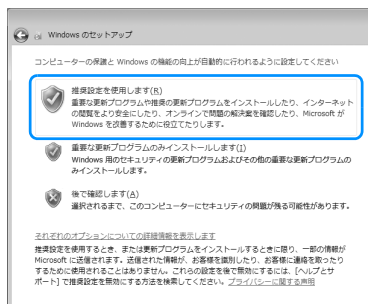 Windows のセットアップ
コンピューターの保護と Windows の機能の向上が自動的に行われるように設定してください
推奨設定を使用します(R)
重要な更新プログラムや推奨の更新プログラムをインストールしたり、インターネット
の閲覧をより安全にしたり、オンラインで問題の解決策を確認したり、Microsoft が
Windows を改善するために役立てたりします。
重要な更新プログラムのみインストールします(I)
Windows 用のセキュリティの更新プログラムおよびその他の重要な更新プログラムの
みインストールします。
後で確認します(A)
選択されるまで、このコンピューターにセキュリティの問題が残る可能性があります。
それぞれのオプションについての詳細情報を表示します
推奨設定を使用するとき、または更新プログラムをインストールするときに限り、一部の情報が
Microsoft に送信されます。送信された情報が、お客様を識別したり、お客様に連絡を取ったり
するために使用されることはありません。これらの設定を後で無効にするには、[ヘルプとサ
ポート] で推奨設定を無効にする方法を検索してください。プライバシーに関する声明